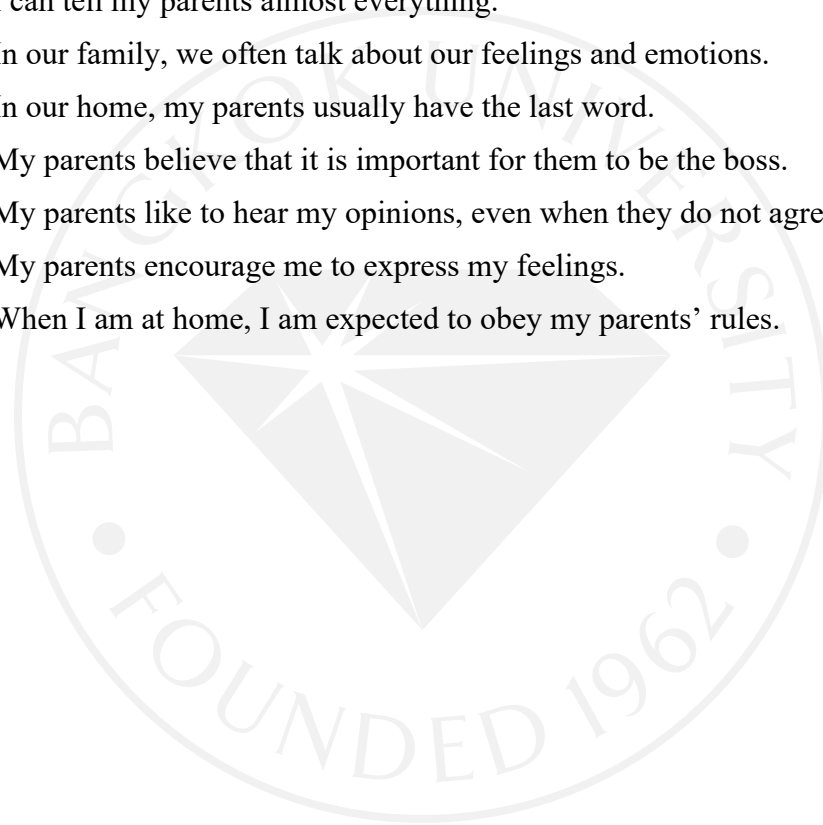 can tell my parents almost everything.
In our family, we often talk about our feelings and emotions.
In our home, my parents usually have the last word.
My parents believe that it is important for them to be the boss.
My parents like to hear my opinions, even when they do not agre
My parents encourage me to express my feelings.
When I am at home, I am expected to obey my parents’ rules.
BANGKOK UNIVERSITY
FOUNDED 1962